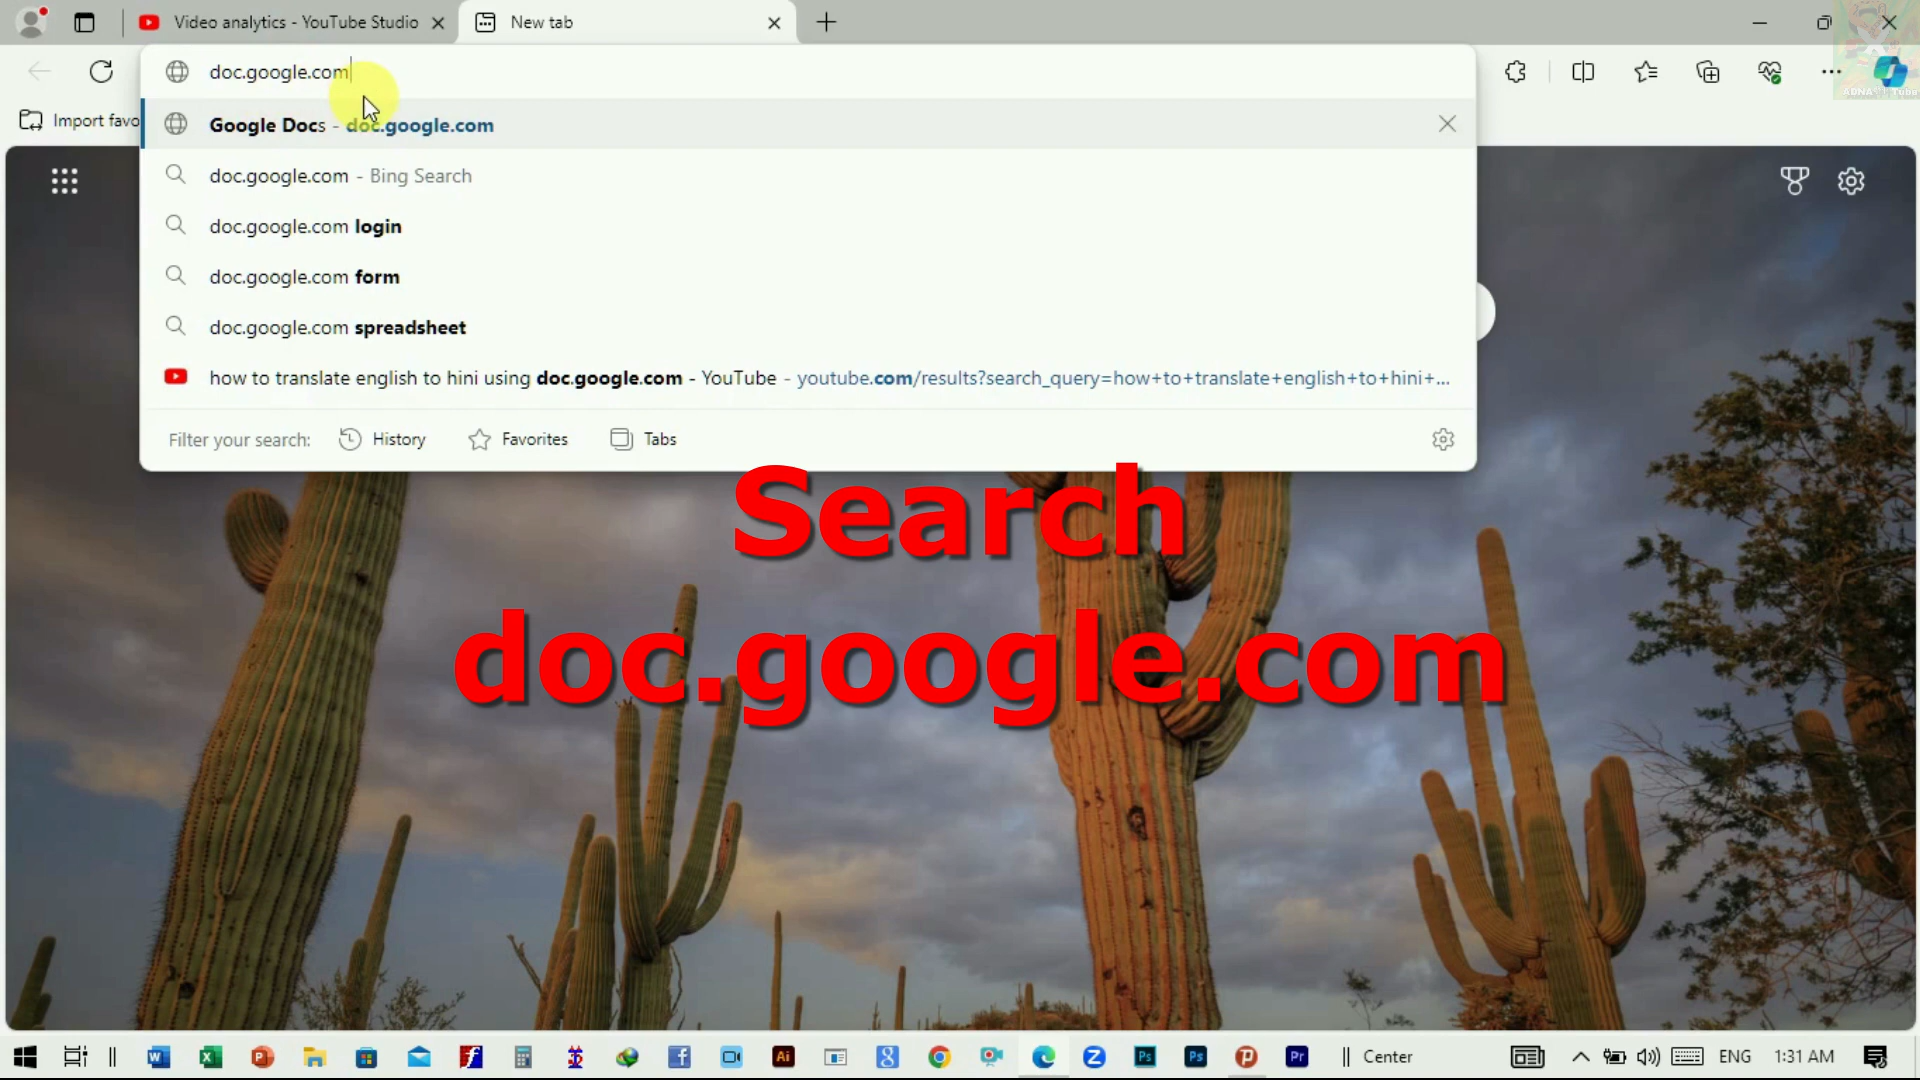 Video analytics - YouTube Studio
New tab
doc.google.com
Import favo
Google Docs - doc.google.com
doc.google.com - Bing Search
doc.google.com login
doc.google.com form
doc.google.com spreadsheet
how to translate english to hini using doc.google.com - YouTube - youtube.com/results?search_query=how+to+translate+english+to+hini+...
Filter your search:
History
Favorites
Tabs
Search
doc.google.com
Center
ENG
1:31 AM